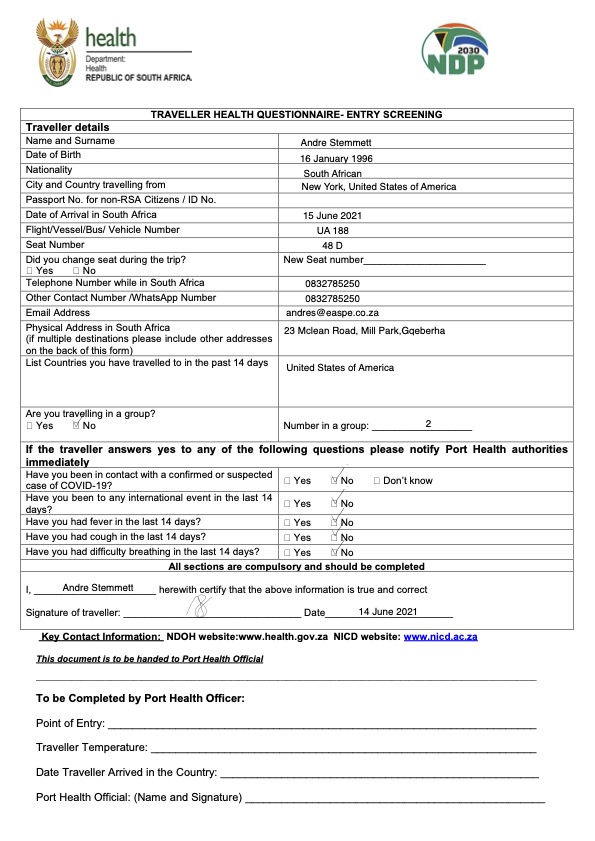 health
Department:
Health
REPUBLIC OF SOUTH AFRICA
2030
NDP
TRAVELLER HEALTH QUESTIONNAIRE- ENTRY SCREENING
Traveller details
Name and Surname Andre Stemmett
Date of Birth 16 January 1996
Nationality South African
City and Country travelling from New York, United States of America
Passport No. for non-RSA Citizens / ID No.
Date of Arrival in South Africa 15 June 2021
Flight/Vessel/Bus/ Vehicle Number UA 188
Seat Number 48 D
Did you change seat during the trip? New Seat number______________________
☐ Yes ☐ No
Telephone Number while in South Africa 0832785250
Other Contact Number /WhatsApp Number 0832785250
Email Address andres@easpe.co.za
Physical Address in South Africa 23 Mclean Road, Mill Park,Gqeberha
(if multiple destinations please include other addresses
on the back of this form)
List Countries you have travelled to in the past 14 days United States of America
Are you travelling in a group?
☐ Yes ☑ No Number in a group: ________2________
If the traveller answers yes to any of the following questions please notify Port Health authorities
immediately
Have you been in contact with a confirmed or suspected
case of COVID-19? ☐ Yes ☑ No ☐ Don't know
Have you been to any international event in the last 14
days? ☐ Yes ☑ No
Have you had fever in the last 14 days? ☐ Yes ☑ No
Have you had cough in the last 14 days? ☐ Yes ☑ No
Have you had difficulty breathing in the last 14 days? ☐ Yes ☑ No
All sections are compulsory and should be completed
I, _____Andre Stemmett_____ herewith certify that the above information is true and correct
Signature of traveller: ______________________ Date______14 June 2021______
Key Contact Information: NDOH website:www.health.gov.za NICD website: www.nicd.ac.za
This document is to be handed to Port Health Official
To be Completed by Port Health Officer:
Point of Entry: ______________________
Traveller Temperature: ______________________
Date Traveller Arrived in the Country: ______________________
Port Health Official: (Name and Signature) ______________________